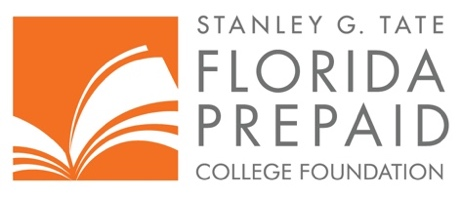 STANLEY G. TATE
FLORIDA
PREPAID
COLLEGE FOUNDATION